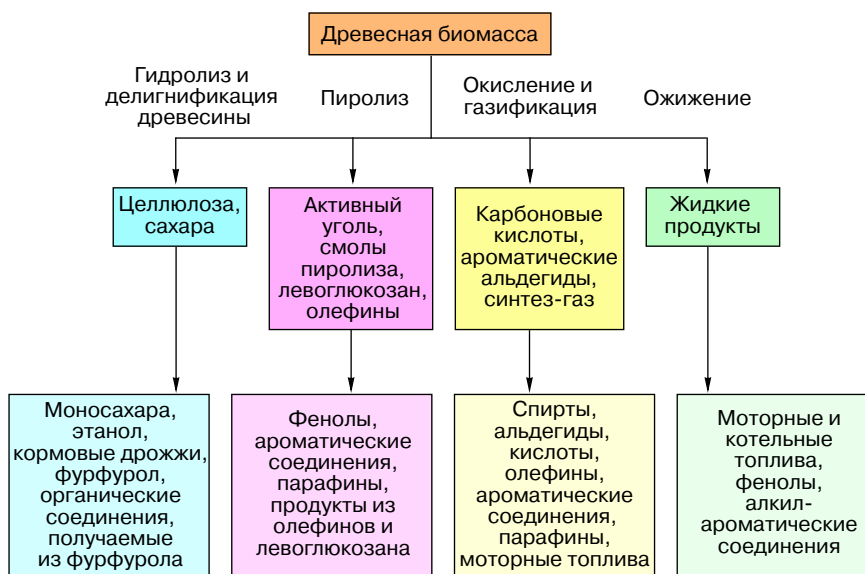 Древесная биомасса
Гидролиз и
делигнификация
древесины
Пиролиз
Окисление и
газификация
Ожижение
Целлюлоза,
сахара
Активный
уголь,
смолы
пиролиза,
левоглюкозан,
олефины
Карбоновые
кислоты,
ароматические
альдегиды,
синтез-газ
Жидкие
продукты
Моносахара,
этанол,
кормовые дрожжи,
фурфурол,
органические
соединения,
получаемые
из фурфурола
Фенолы,
ароматические
соединения,
парафины,
продукты из
олефинов и
левоглюкозана
Спирты,
альдегиды,
кислоты,
олефины,
ароматические
соединения,
парафины,
моторные топлива
Моторные и
котельные
топлива,
фенолы,
алкил-
ароматические
соединения